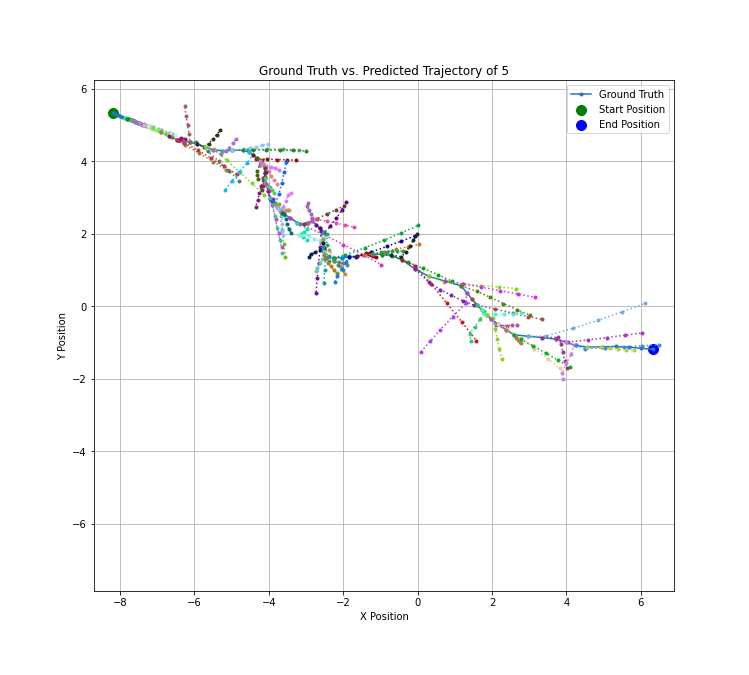 Ground Truth vs. Predicted Trajectory of 5
Ground Truth
Start Position
End Position
6
4
2
0
−2
−4
−6
Y Position
−8
−6
−4
−2
0
2
4
6
X Position